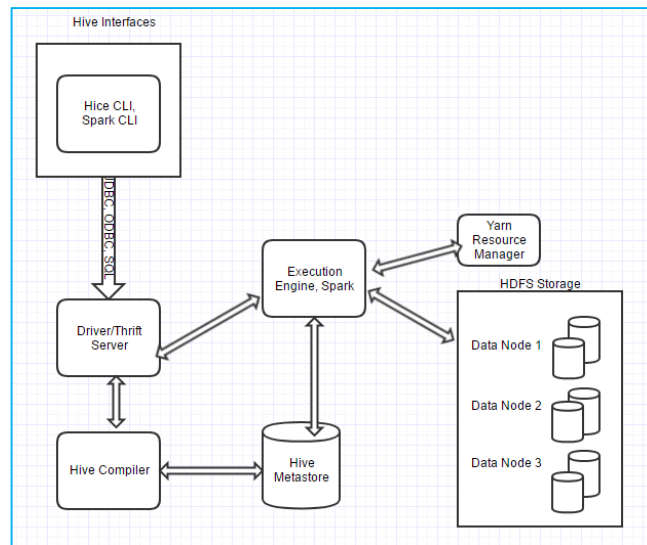 Hive Interfaces
Hice CLI,
Spark CLI
JDBC, ODBC, SQL
Yarn
Resource
Manager
Execution
Engine, Spark
HDFS Storage
Driver/Thrift
Server
Data Node 1
Data Node 2
Data Node 3
Hive Compiler
Hive
Metastore